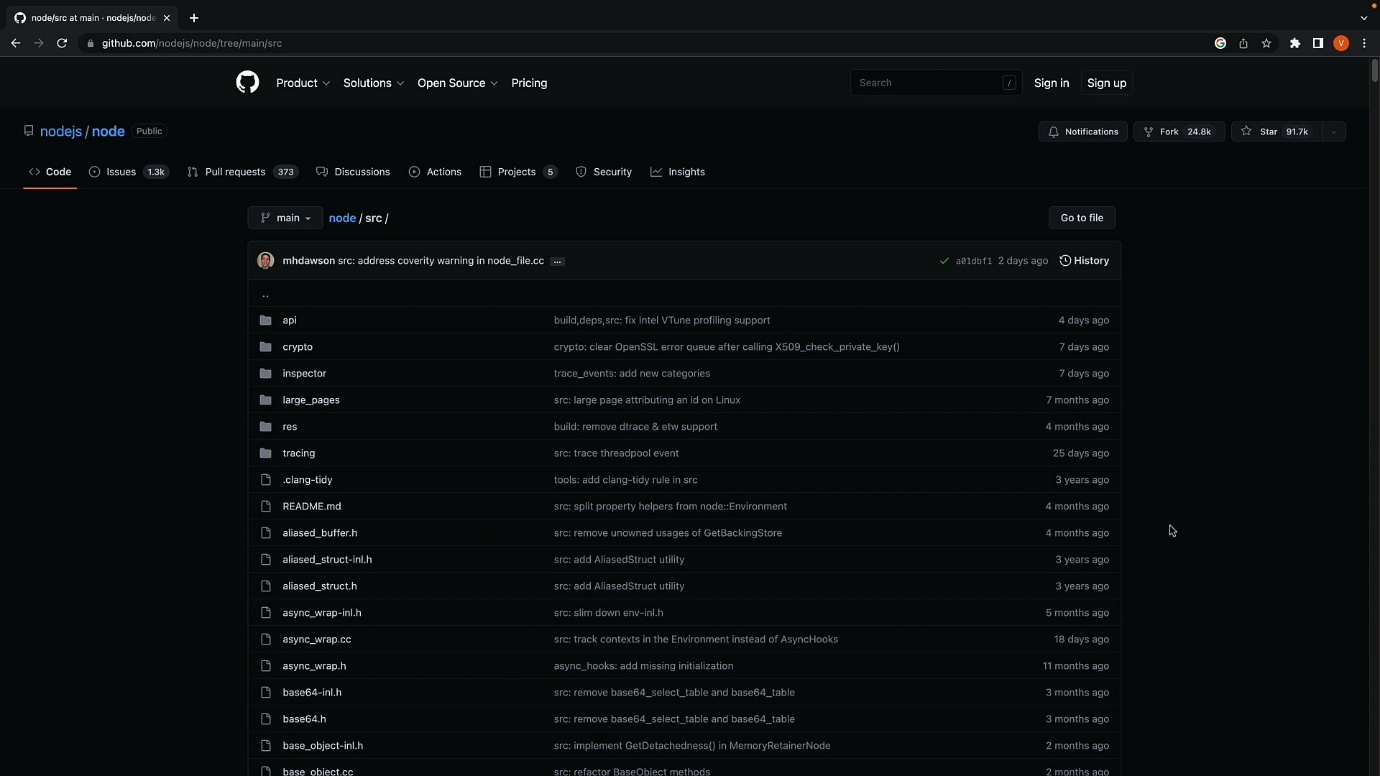 node/src at main · nodejs/node
github.com/nodejs/node/tree/main/src
V
Product Solutions Open Source Pricing Search / Sign in Sign up
nodejs / node Public Notifications Fork 24.8k Star 91.7k
Code Issues 1.3k Pull requests 373 Discussions Actions Projects 5 Security Insights
main node / src / Go to file
mhdawson src: address coverity warning in node_file.cc ... a01dbf1 2 days ago History
..
api build,deps,src: fix Intel VTune profiling support 4 days ago
crypto crypto: clear OpenSSL error queue after calling X509_check_private_key() 7 days ago
inspector trace_events: add new categories 7 days ago
large_pages src: large page attributing an id on Linux 7 months ago
res build: remove dtrace & etw support 4 months ago
tracing src: trace threadpool event 25 days ago
.clang-tidy tools: add clang-tidy rule in src 3 years ago
README.md src: split property helpers from node::Environment 4 months ago
aliased_buffer.h src: remove unowned usages of GetBackingStore 4 months ago
aliased_struct-inl.h src: add AliasedStruct utility 3 years ago
aliased_struct.h src: add AliasedStruct utility 3 years ago
async_wrap-inl.h src: slim down env-inl.h 5 months ago
async_wrap.cc src: track contexts in the Environment instead of AsyncHooks 18 days ago
async_wrap.h async_hooks: add missing initialization 11 months ago
base64-inl.h src: remove base64_select_table and base64_table 3 months ago
base64.h src: remove base64_select_table and base64_table 3 months ago
base_object-inl.h src: implement GetDetachedness() in MemoryRetainerNode 2 months ago
base_object.cc src: refactor BaseObject methods 2 months ago